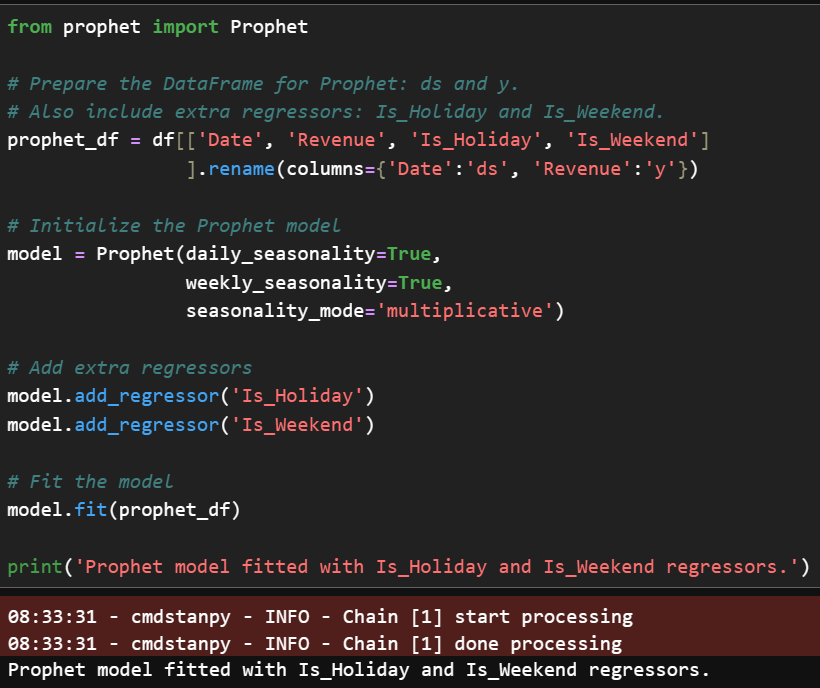 from prophet import Prophet
# Prepare the DataFrame for Prophet: ds and y.
# Also include extra regressors: Is_Holiday and Is_Weekend.
prophet_df = df[['Date', 'Revenue', 'Is_Holiday', 'Is_Weekend']
].rename(columns={'Date':'ds', 'Revenue':'y'})
# Initialize the Prophet model
model = Prophet(daily_seasonality=True,
weekly_seasonality=True,
seasonality_mode='multiplicative')
# Add extra regressors
model.add_regressor('Is_Holiday')
model.add_regressor('Is_Weekend')
# Fit the model
model.fit(prophet_df)
print('Prophet model fitted with Is_Holiday and Is_Weekend regressors.')
08:33:31 - cmdstanpy - INFO - Chain [1] start processing
08:33:31 - cmdstanpy - INFO - Chain [1] done processing
Prophet model fitted with Is_Holiday and Is_Weekend regressors.